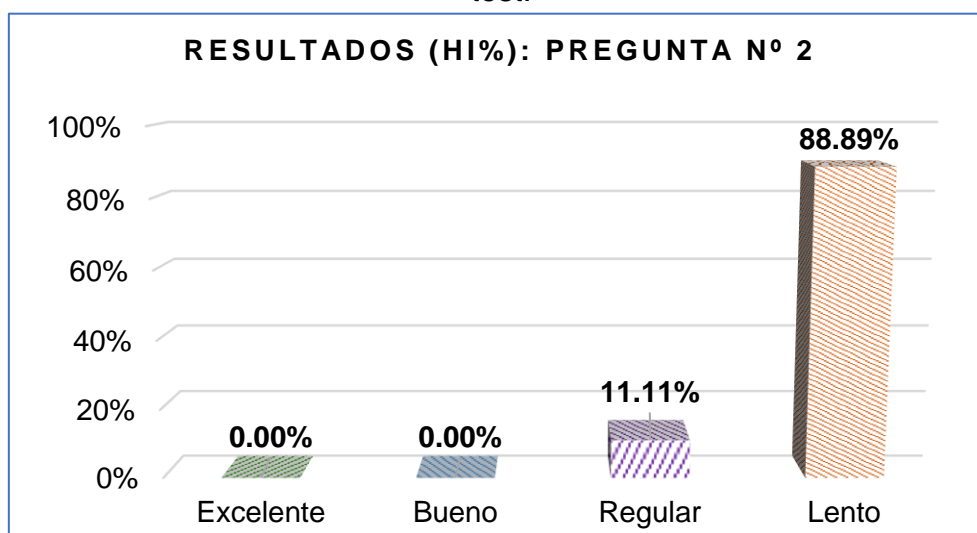 RESULTADOS (HI%): PREGUNTA Nº 2
100%
88.89%
80%
60%
40%
11.11%
20%
0.00%
0.00%
0%
Excelente
Bueno
Regular
Lento